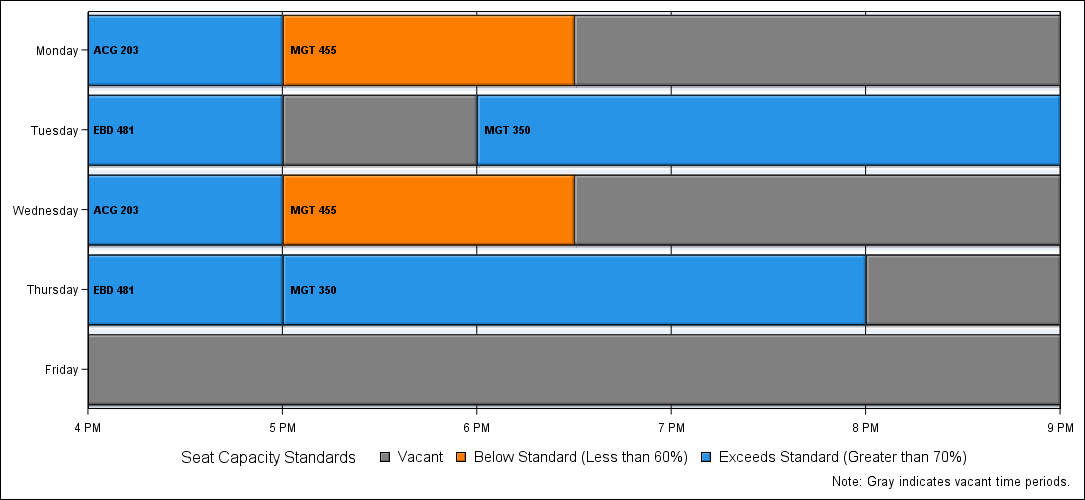 Monday
ACG 203
MGT 455
Tuesday
EBD 481
MGT 350
Wednesday
ACG 203
MGT 455
Thursday
EBD 481
MGT 350
Friday
4 PM 5 PM 6 PM 7 PM 8 PM 9 PM
Seat Capacity Standards Vacant Below Standard (Less than 60%) Exceeds Standard (Greater than 70%)
Note: Gray indicates vacant time periods.